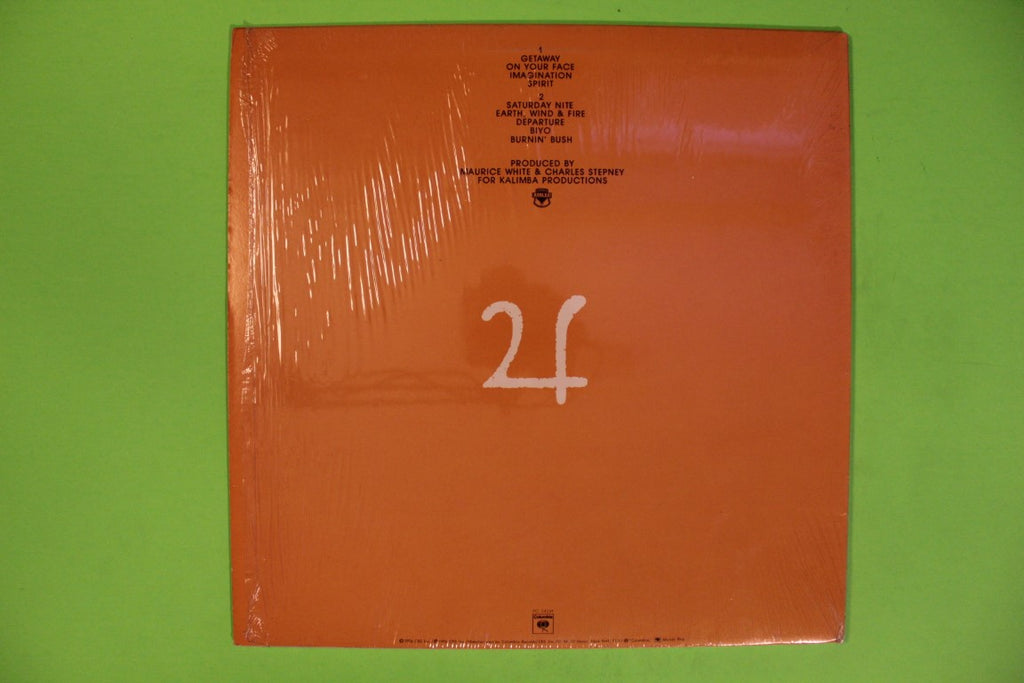 1
GETAWAY
ON YOUR FACE
IMAGINATION
SPIRIT
2
SATURDAY NITE
EARTH, WIND & FIRE
DEPARTURE
BIYO
BURNIN' BUSH
PRODUCED BY
MAURICE WHITE & CHARLES STEPNEY
FOR KALIMBA PRODUCTIONS
Columbia